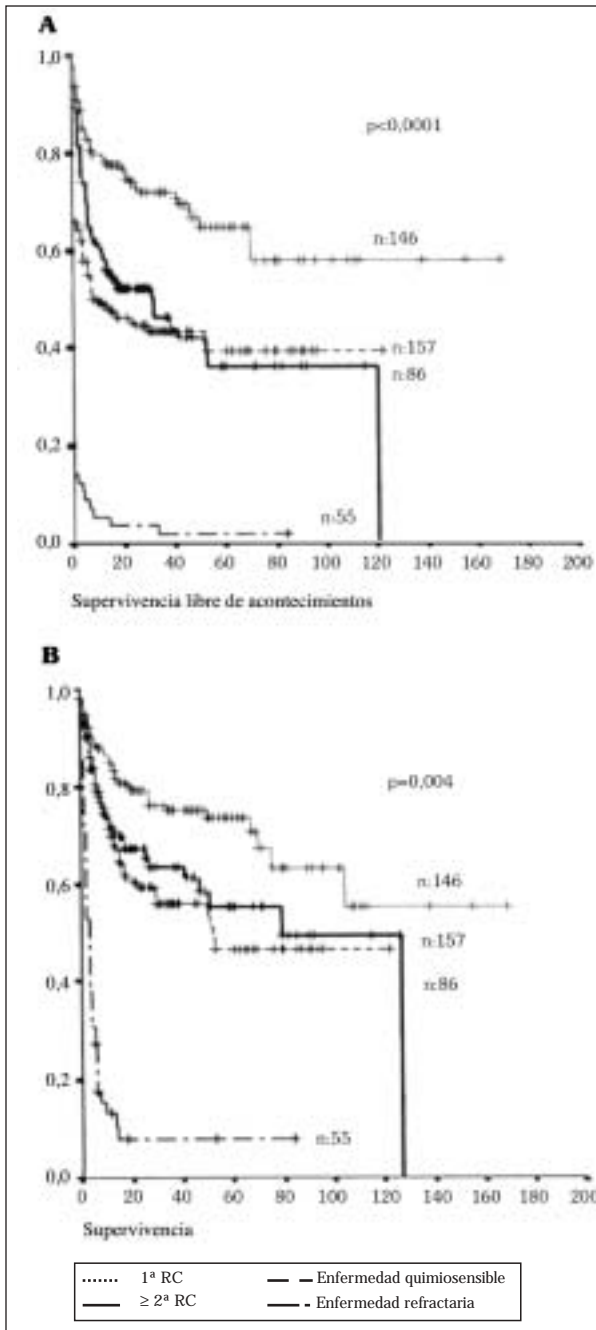 A
1,0
p<0,0001
0,8
n:146
0,6
n:157
0,4
n:86
0,2
n:55
0,0
0 20 40 60 80 100 120 140 160 180 200
Supervivencia libre de acontecimientos
B
1,0
p=0,004
0,8
n:146
0,6
n:157
n:86
0,4
0,2
n:55
0,0
0 20 40 60 80 100 120 140 160 180 200
Supervivencia
1ª RC
Enfermedad quimiosensible
≥ 2ª RC
Enfermedad refractaria